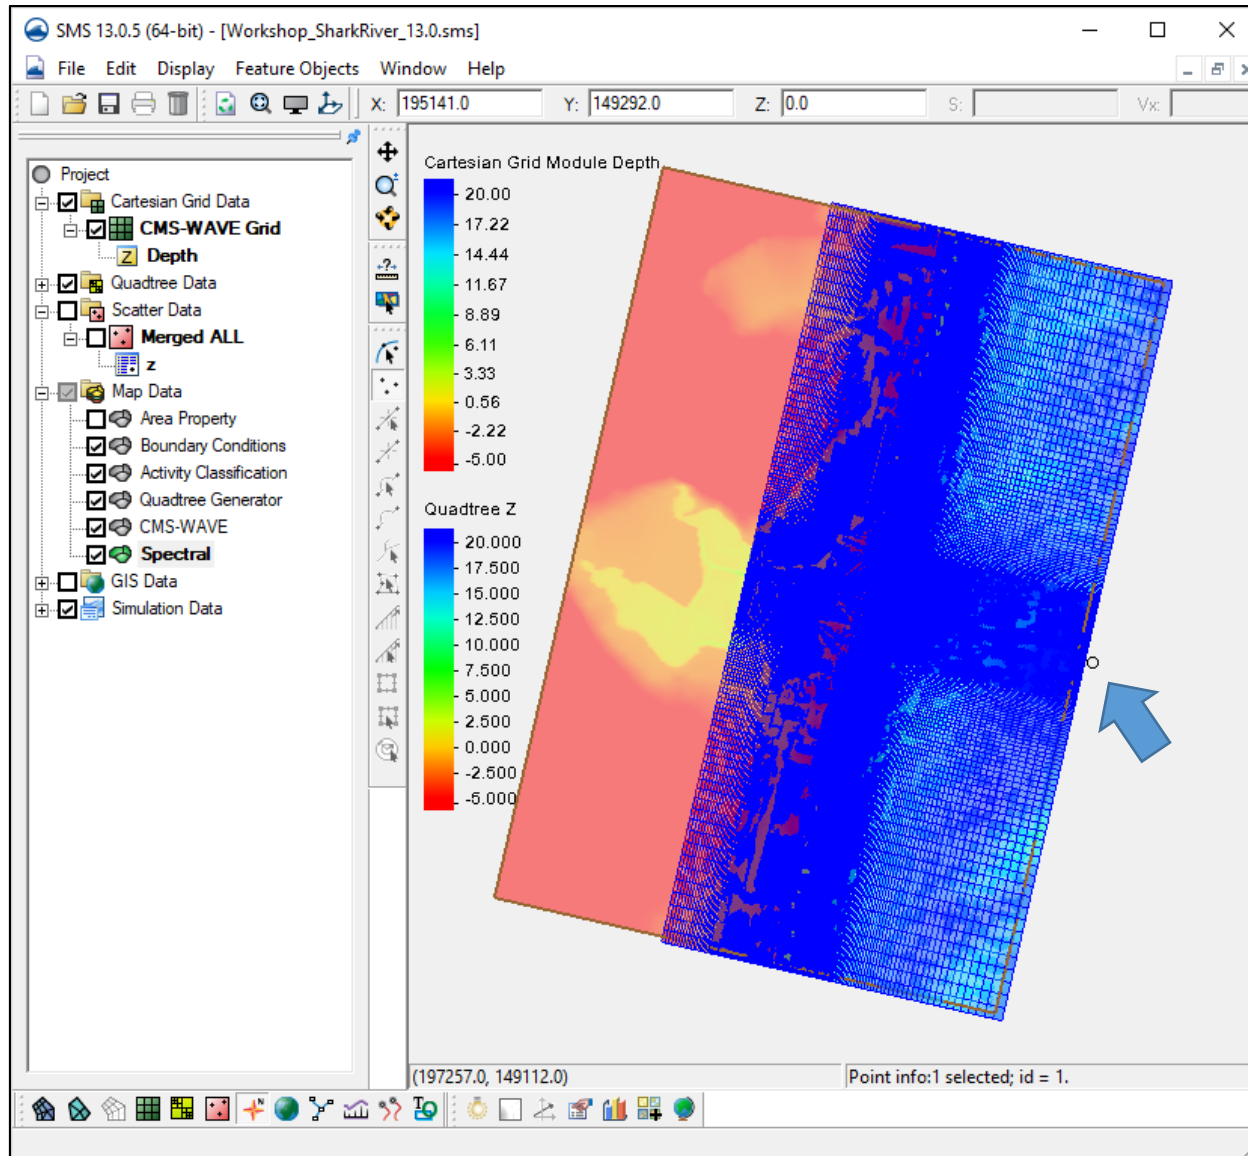 SMS 13.0.5 (64-bit) - [Workshop_SharkRiver_13.0.sms]
File Edit Display Feature Objects Window Help
X: 195141.0 Y: 149292.0 Z: 0.0 S: Vx:
Project
Cartesian Grid Data
CMS-WAVE Grid
Z Depth
Quadtree Data
Scatter Data
Merged ALL
z
Map Data
Area Property
Boundary Conditions
Activity Classification
Quadtree Generator
CMS-WAVE
Spectral
GIS Data
Simulation Data
Cartesian Grid Module Depth
20.00
17.22
14.44
11.67
8.89
6.11
3.33
0.56
-2.22
-5.00
Quadtree Z
20.000
17.500
15.000
12.500
10.000
7.500
5.000
2.500
0.000
-2.500
-5.000
(197257.0, 149112.0) Point info:1 selected; id = 1.